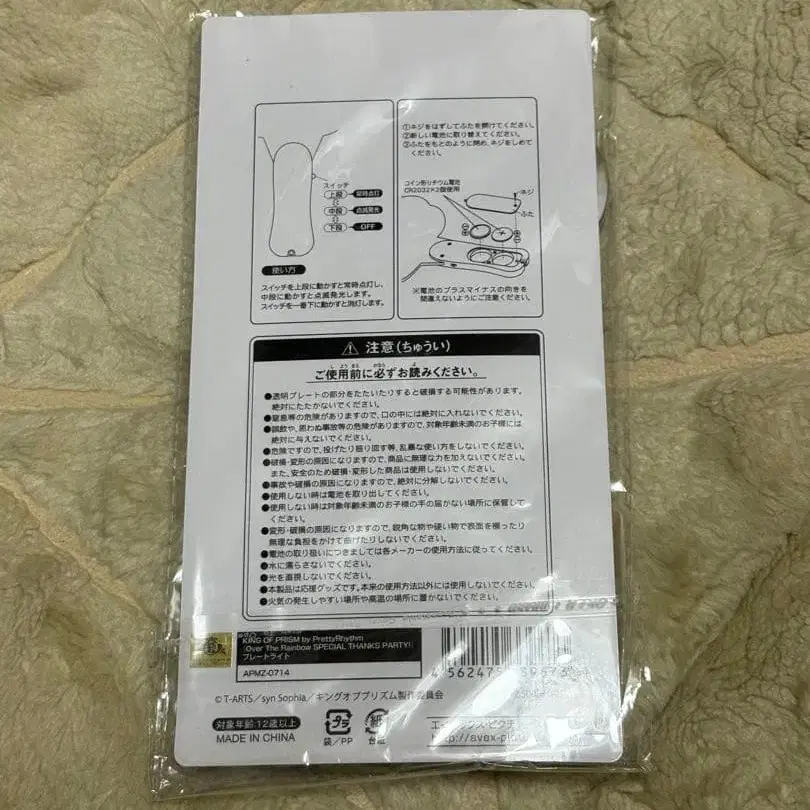 スイッチ
上段 常時点灯
中段 点滅発光
下段 OFF
使い方
スイッチを上段に動かすと常時点灯し、
中段に動かすと点滅発光します。
スイッチを一番下に動かすと消灯します。
①ネジをはずしてふたを開けてください。
②新しい電池に取り替えてください。
③ふたをもとのように閉め、ネジをしめて
ください。
コイン形リチウム電池
CR2032×2個使用
ネジ
ふた
※電池のプラスマイナスの向きを
間違えないようにご注意ください。
⚠ 注意(ちゅうい)
ご使用前に必ずお読みください。
●透明プレートの部分をたたいたりすると破損する可能性があります。
絶対にたたかないでください。
●窒息等の危険がありますので、口の中には絶対に入れないでください。
●誤飲や、思わぬ事故等の危険がありますので、対象年齢未満のお子様には
絶対に与えないでください。
●危険ですので、投げたり振り回す等、乱暴な使い方をしないでください。
●破損・変形の原因になりますので、商品に無理な力を加えないでください。
また、安全のため破損・変形した商品は使用しないでください。
●事故や破損の原因になりますので、絶対に分解しないでください。
●使用しない時は電池を取り出してください。
●使用しない時は対象年齢未満のお子様の手の届かない場所に保管して
ください。
●変形・破損の原因になりますので、鋭角な物や硬い物で表面を擦ったり
無理な負担をかけて曲げたりしないでください。
●電池の取り扱いにつきましては各メーカーの使用方法に従ってください。
●水に濡らさないでください。
●光を直視しないでください。
●本製品は応援グッズです。本来の使用方法以外には使用しないでください。
●火気の発生しやすい場所や高温の場所に置かないでください。
KING OF PRISM by PrettyRhythm
Over The Rainbow SPECIAL THANKS PARTY!
プレートライト
APMZ-0714
©T-ARTS/syn Sophia/キングオブプリズム製作委員会
対象年齢:12歳以上
MADE IN CHINA
プラ
袋/PP
紙
台紙
エイベックス・ピクチ
http://avex-pi